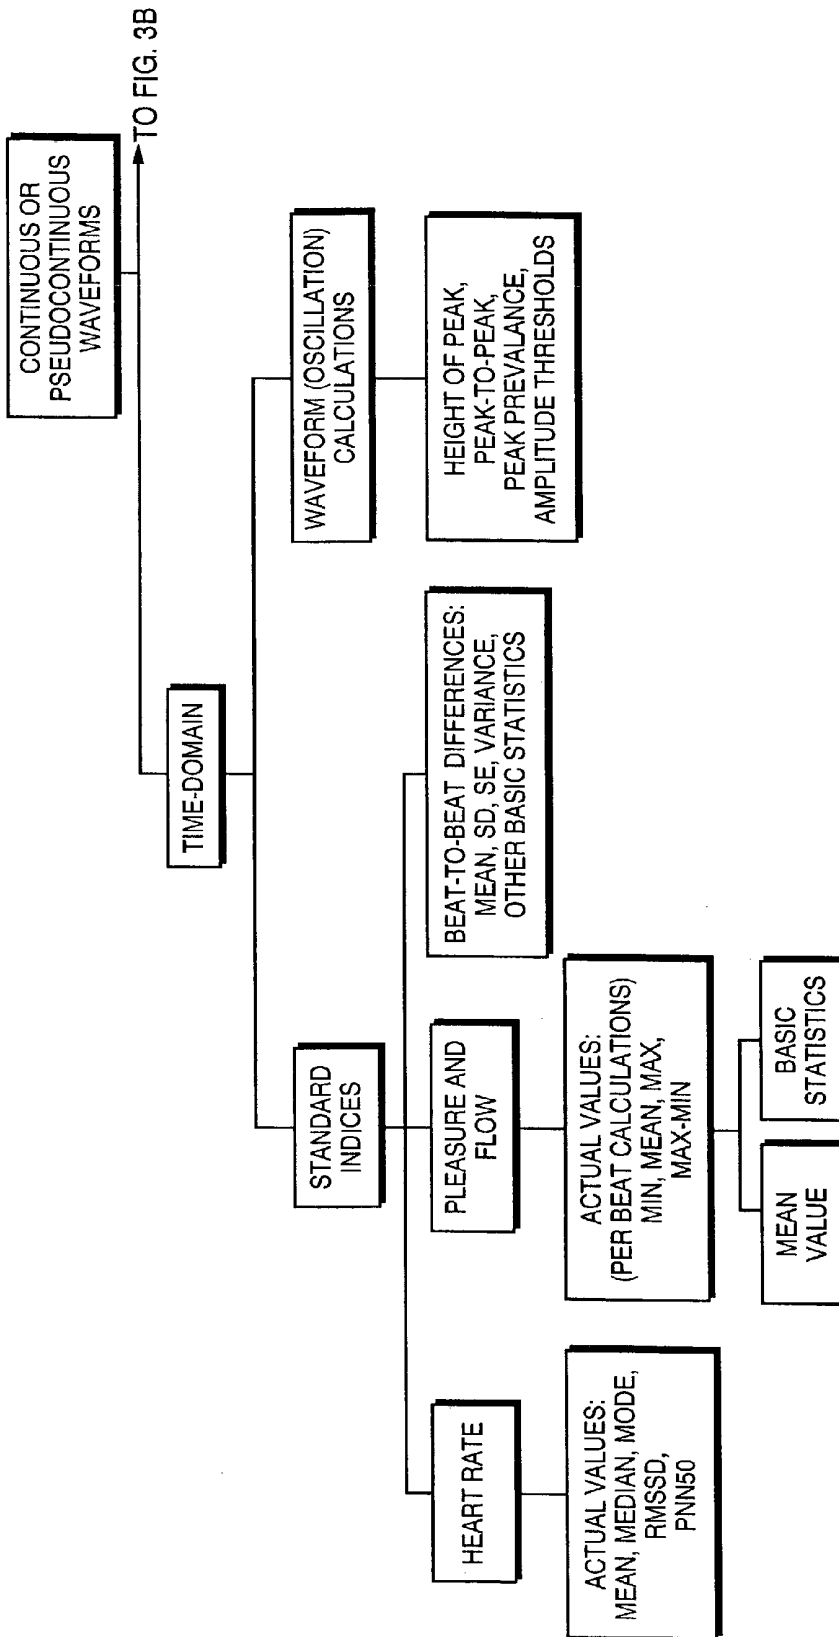 CONTINUOUS OR
PSEUDOCONTINUOUS
WAVEFORMS
TO FIG. 3B
TIME-DOMAIN
STANDARD
INDICES
WAVEFORM (OSCILLATION)
CALCULATIONS
HEART RATE
PLEASURE AND
FLOW
BEAT-TO-BEAT DIFFERENCES:
MEAN, SD, SE, VARIANCE,
OTHER BASIC STATISTICS
HEIGHT OF PEAK,
PEAK-TO-PEAK,
PEAK PREVALANCE,
AMPLITUDE THRESHOLDS
ACTUAL VALUES:
MEAN, MEDIAN, MODE,
RMSSD,
PNN50
ACTUAL VALUES:
(PER BEAT CALCULATIONS)
MIN, MEAN, MAX,
MAX-MIN
MEAN
VALUE
BASIC
STATISTICS